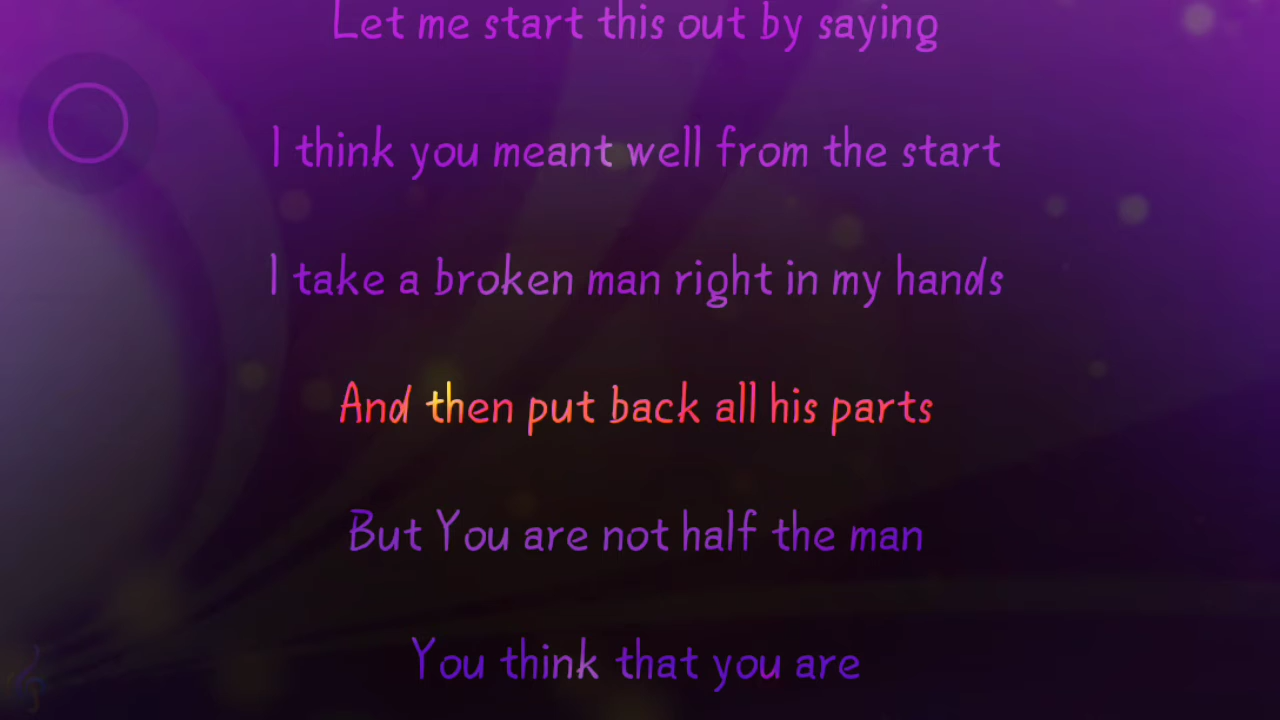 Let me start this out by saying
I think you meant well from the start
I take a broken man right in my hands
And then put back all his parts
But You are not half the man
You think that you are